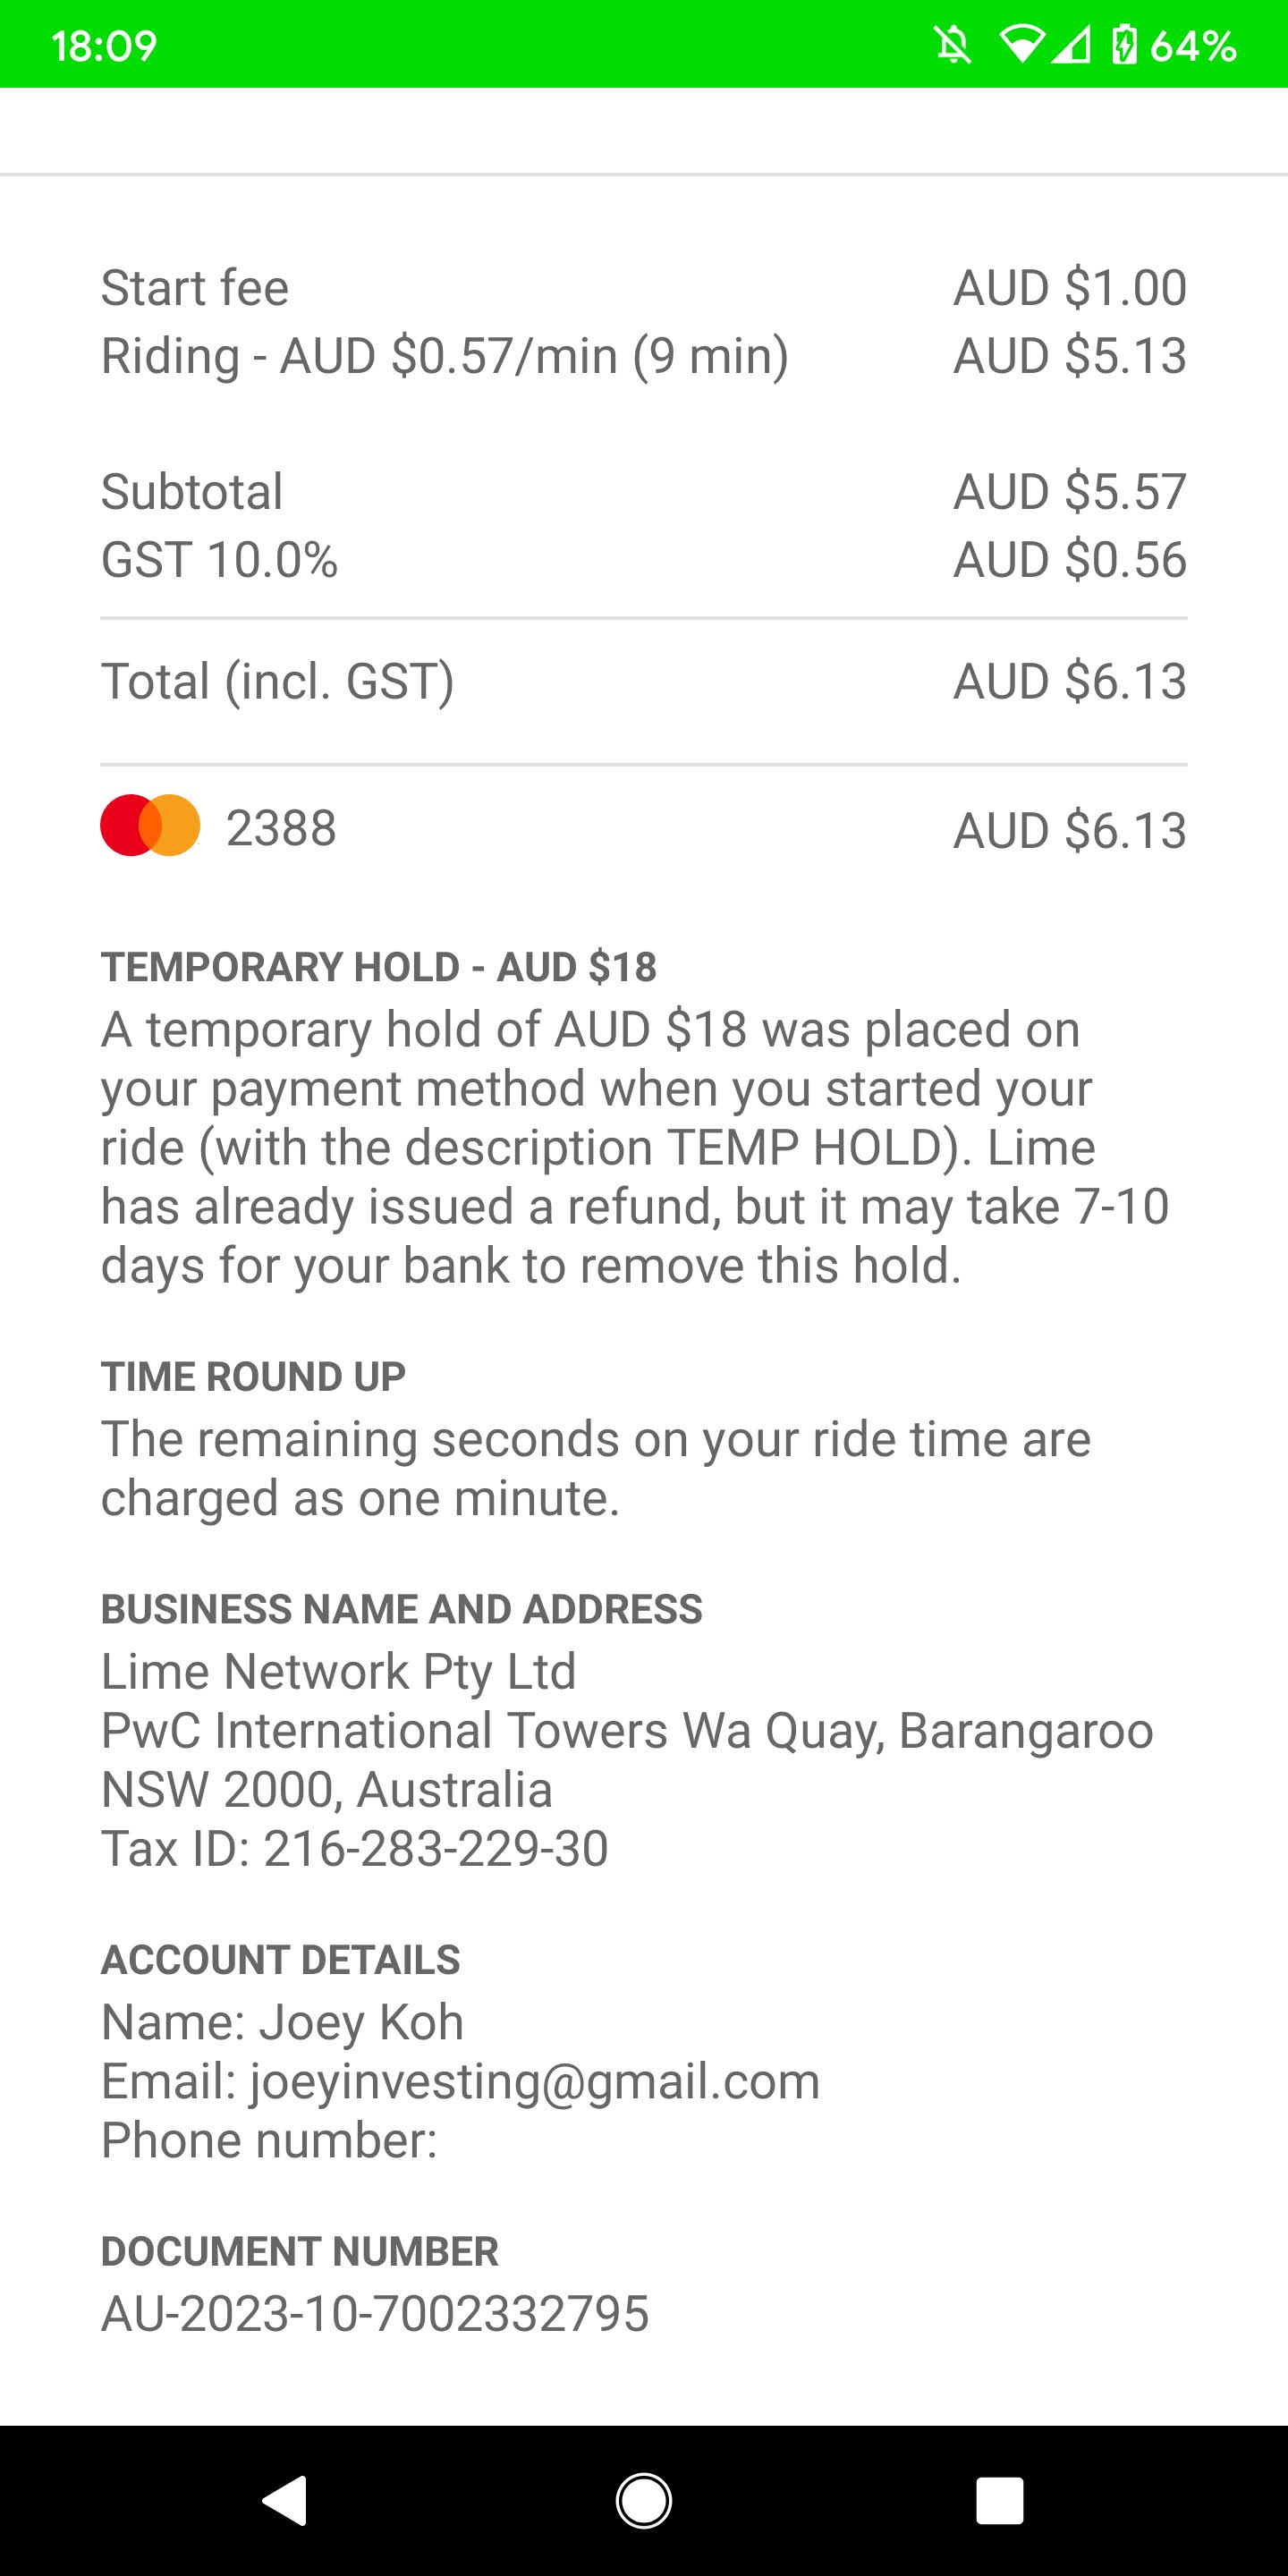 18:09 64%
Start fee AUD $1.00
Riding - AUD $0.57/min (9 min) AUD $5.13
Subtotal AUD $5.57
GST 10.0% AUD $0.56
Total (incl. GST) AUD $6.13
2388 AUD $6.13
TEMPORARY HOLD - AUD $18
A temporary hold of AUD $18 was placed on
your payment method when you started your
ride (with the description TEMP HOLD). Lime
has already issued a refund, but it may take 7-10
days for your bank to remove this hold.
TIME ROUND UP
The remaining seconds on your ride time are
charged as one minute.
BUSINESS NAME AND ADDRESS
Lime Network Pty Ltd
PwC International Towers Wa Quay, Barangaroo
NSW 2000, Australia
Tax ID: 216-283-229-30
ACCOUNT DETAILS
Name: Joey Koh
Email: joeyinvesting@gmail.com
Phone number:
DOCUMENT NUMBER
AU-2023-10-7002332795